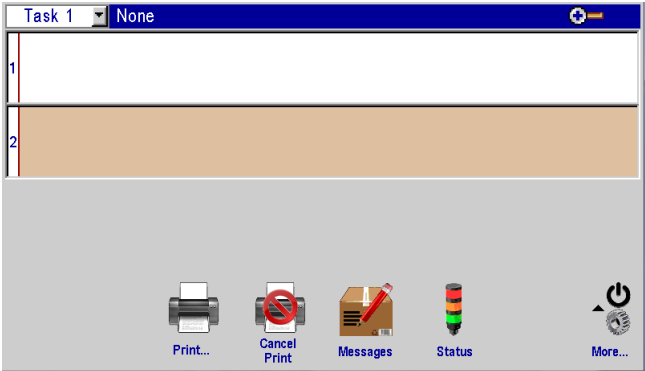 Task 1 None
1
2
Print...
Cancel
Print
Messages
Status
More...